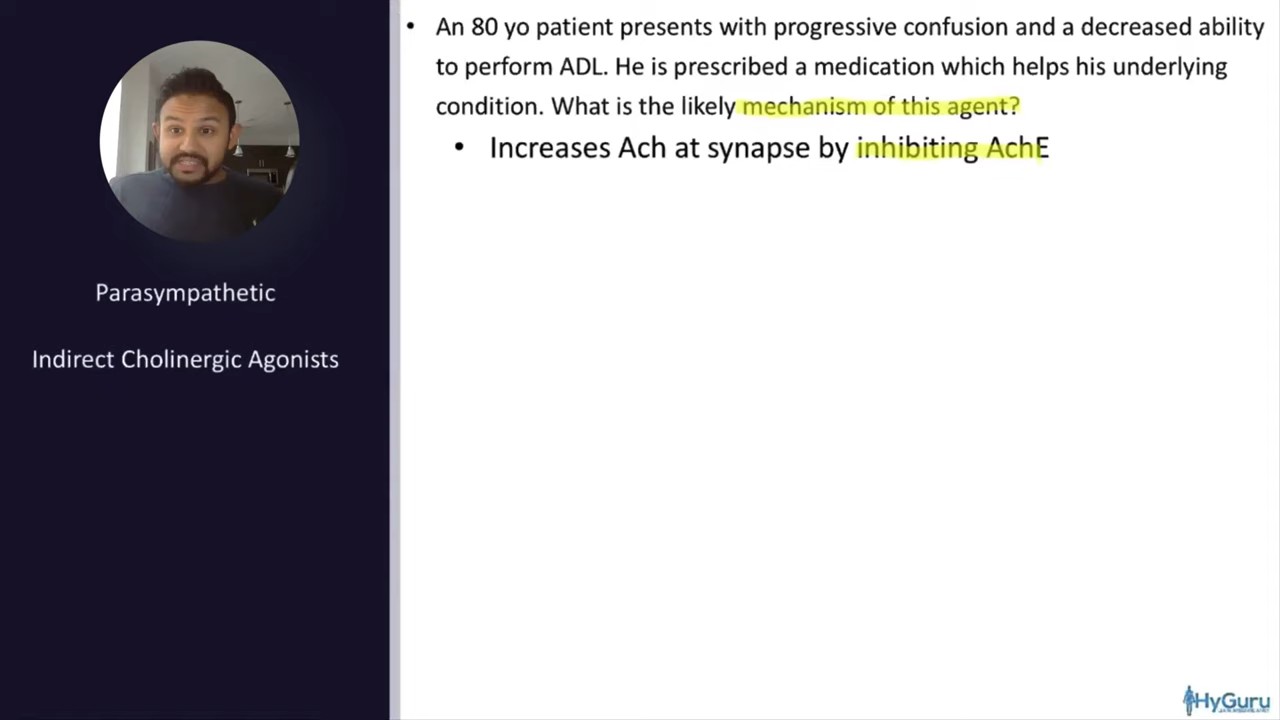 • An 80 yo patient presents with progressive confusion and a decreased ability
to perform ADL. He is prescribed a medication which helps his underlying
condition. What is the likely mechanism of this agent?
• Increases Ach at synapse by inhibiting AchE
Parasympathetic
Indirect Cholinergic Agonists
HyGuru